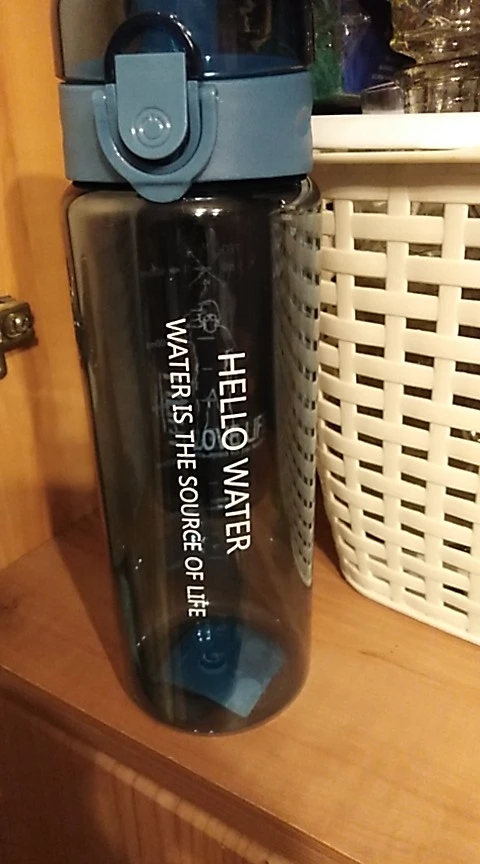 HELLO WATER
WATER IS THE SOURCE OF LIFE